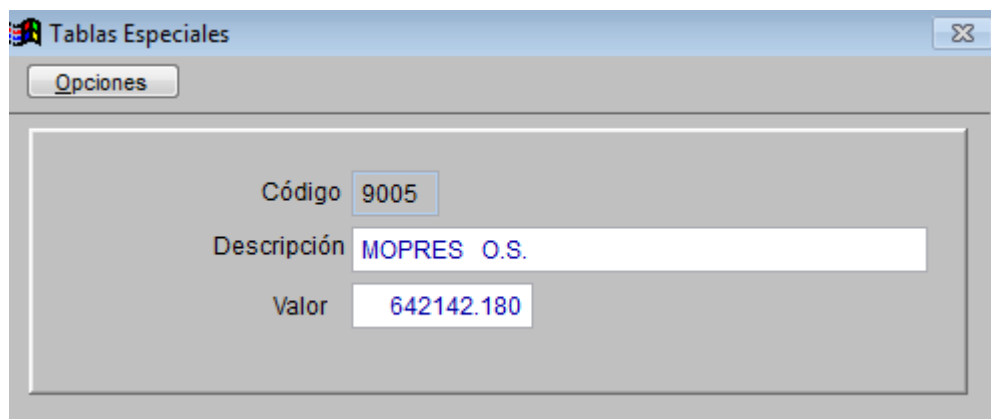 Tablas Especiales
Opciones
Código 9005
Descripción MOPRES O.S.
Valor 642142.180